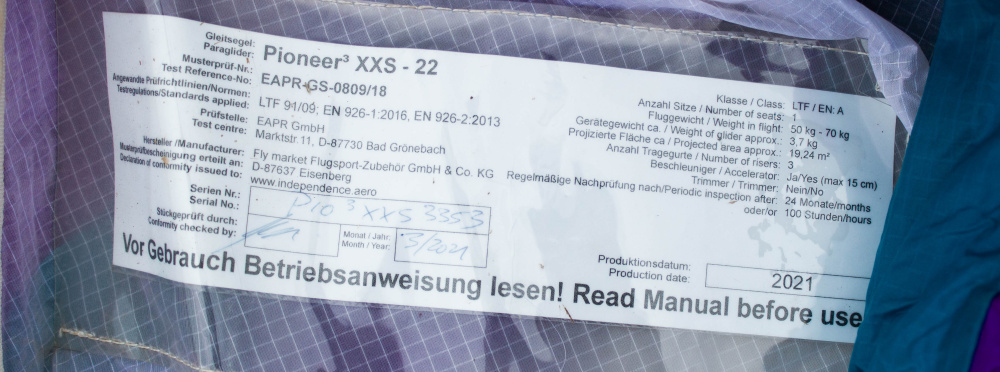 Gleitsegel:
Paraglider: Pioneer³ XXS - 22
Musterprüf-Nr.:
Test Reference-No: EAPR-GS-0809/18
Angewandte Prüfrichtlinien/Normen:
Testregulations/Standards applied: LTF 91/09; EN 926-1:2016, EN 926-2:2013
Prüfstelle: EAPR GmbH
Test centre: Marktstr 11, D-87730 Bad Grönebach
Hersteller /Manufacturer: Fly market Flugsport-Zubehör GmbH & Co. KG
Musterprüfbescheinigung erteilt an: D-87637 Eisenberg
Declaration of conformity issued to: www.independence.aero
Serien Nr.:
Serial No.: Pio ³ XXS 3353
Stückgeprüft durch:
Conformity checked by:
Monat / Jahr:
Month / Year: 3/2021
Klasse / Class: LTF / EN: A
Anzahl Sitze / Number of seats: 1
Fluggewicht / Weight in flight: 50 kg - 70 kg
Gerätegewicht ca. / Weight of glider approx.: 3,7 kg
Projizierte Fläche ca / Projected area approx.: 19,24 m²
Anzahl Tragegurte / Number of risers: 3
Beschleuniger / Accelerator: Ja/Yes (max 15 cm)
Trimmer / Trimmer: Nein/No
Regelmäßige Nachprüfung nach/Periodic inspection after: 24 Monate/months
oder/or 100 Stunden/hours
Produktionsdatum:
Production date: 2021
Vor Gebrauch Betriebsanweisung lesen! Read Manual before use